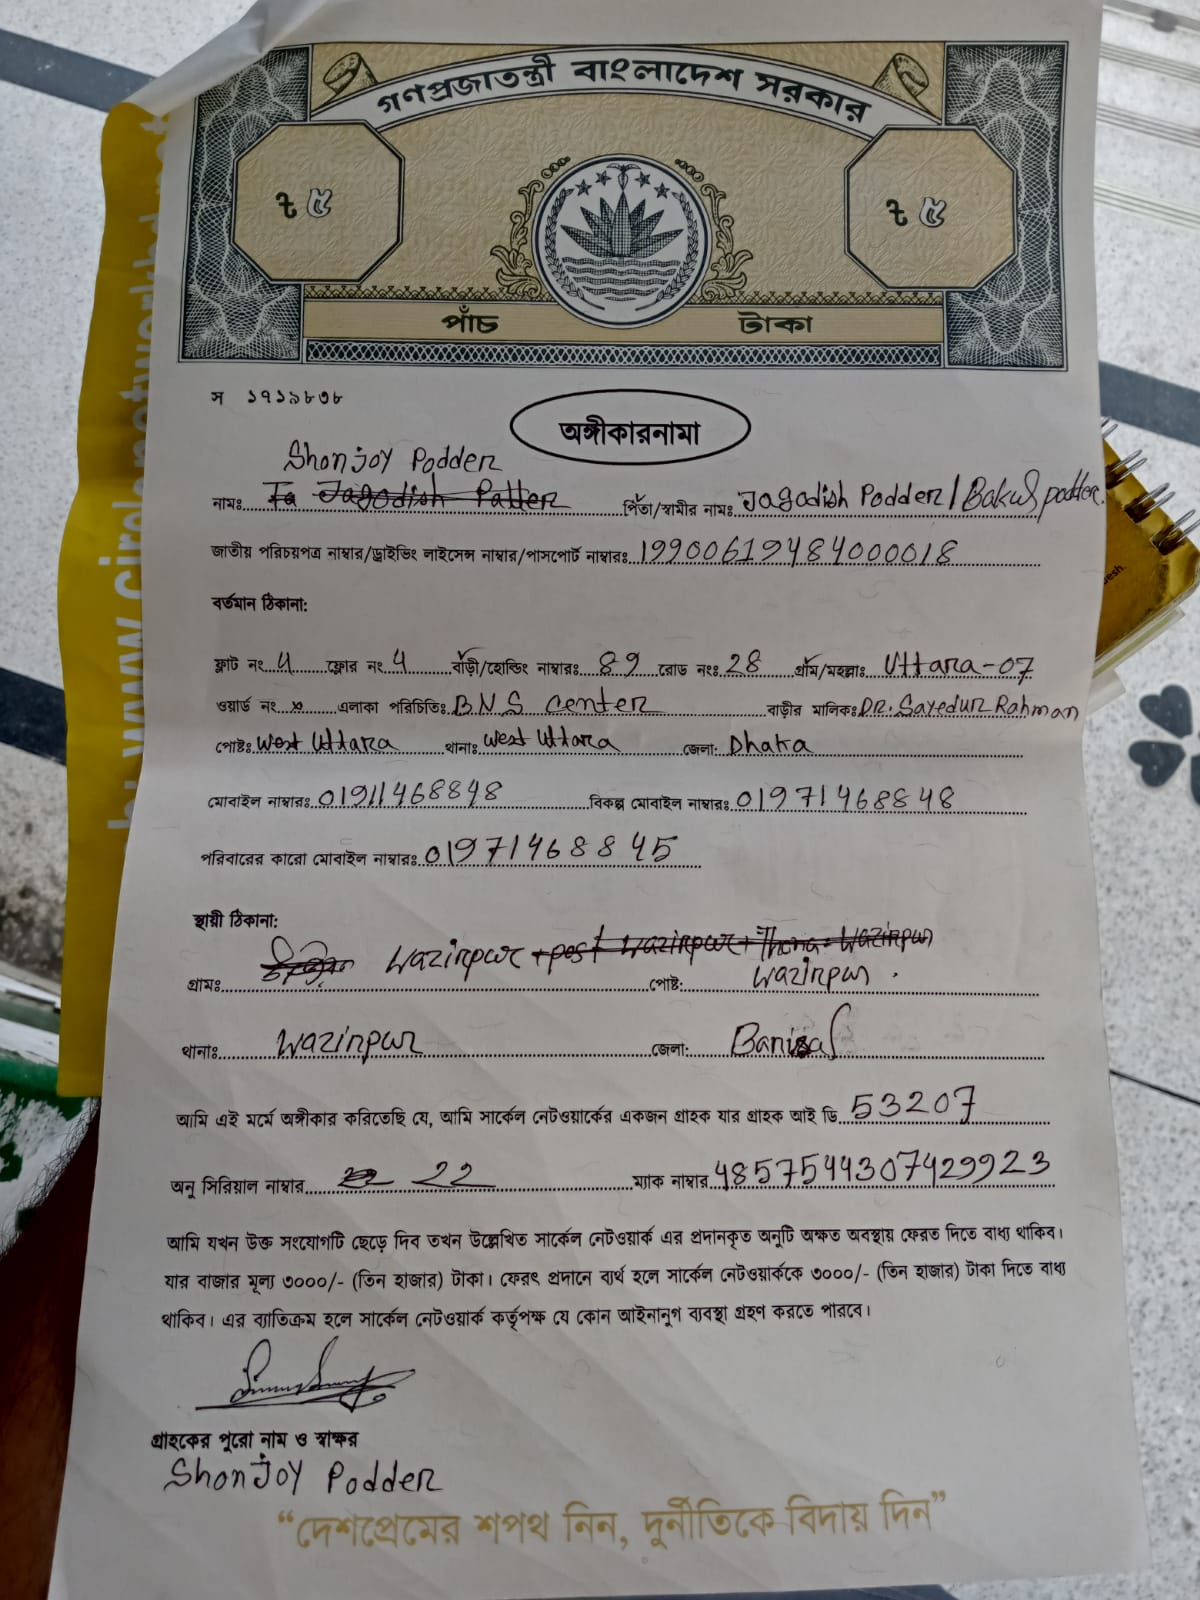 গণপ্রজাতন্ত্রী বাংলাদেশ সরকার
৳ ৫ ৳ ৫
পাঁচ টাকা
স ১৭১৯৮৩৮
অঙ্গীকারনামা
Shonjoy Podder
নামঃ Ta Jagodish Patter পিতা/স্বামীর নামঃ Jagodish Podder/Bakul podder.
জাতীয় পরিচয়পত্র নাম্বার/ড্রাইভিং লাইসেন্স নাম্বার/পাসপোর্ট নাম্বারঃ 19900619484000018
বর্তমান ঠিকানা:
ফ্লাট নং 4 ফ্লোর নং 4 বাঁড়ী/হোল্ডিং নাম্বারঃ 89 রোড নংঃ 28 গ্রাঁম/মহল্লাঃ Uttara-07
ওয়ার্ড নং এলাকা পরিচিতিঃ B.N.S Center বাড়ীর মালিকঃ DR. Sayedur Rahman
পোষ্টঃ West Uttara থানাঃ West Uttara জেলা: Dhaka
মোবাইল নাম্বারঃ 01911468848 বিকল্প মোবাইল নাম্বারঃ 01971468848
পরিবারের কারো মোবাইল নাম্বারঃ 01971468845
স্থায়ী ঠিকানা:
Wazirpur +post Wazirpur+Thana=Wazirpur
গ্রামঃ পোষ্ট: Wazirpur.
থানাঃ Wazirpur জেলা: Barisal
আমি এই মর্মে অঙ্গীকার করিতেছি যে, আমি সার্কেল নেটওয়ার্কের একজন গ্রাহক যার গ্রাহক আই ডি 53207
অনু সিরিয়াল নাম্বার 22 ম্যাক নাম্বার 4857544307429923
আমি যখন উক্ত সংযোগটি ছেড়ে দিব তখন উল্লেখিত সার্কেল নেটওয়ার্ক এর প্রদানকৃত অনুটি অক্ষত অবস্থায় ফেরত দিতে বাধ্য থাকিব।
যার বাজার মূল্য ৩০০০/- (তিন হাজার) টাকা। ফেরৎ প্রদানে ব্যর্থ হলে সার্কেল নেটওয়ার্ককে ৩০০০/- (তিন হাজার) টাকা দিতে বাধ্য
থাকিব। এর ব্যাতিক্রম হলে সার্কেল নেটওয়ার্ক কর্তৃপক্ষ যে কোন আইনানুগ ব্যবস্থা গ্রহণ করতে পারবে।
গ্রাহকের পুরো নাম ও স্বাক্ষর
Shonjoy Podder
“দেশপ্রেমের শপথ নিন, দুর্নীতিকে বিদায় দিন”